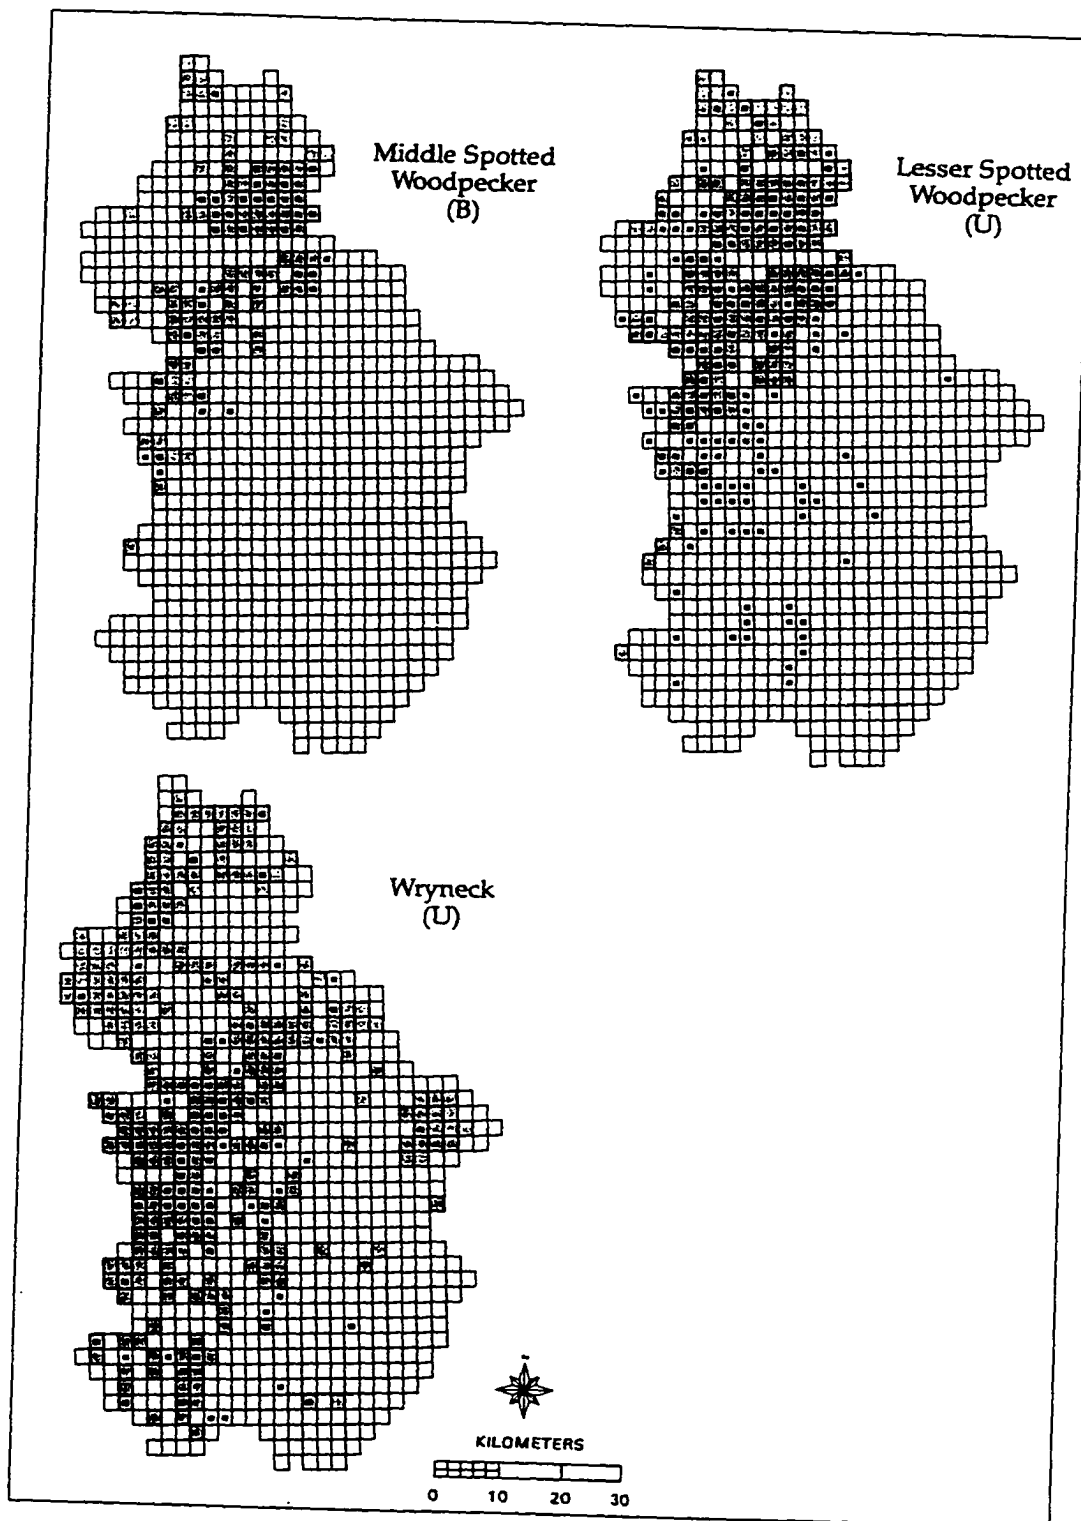 Middle Spotted
Woodpecker
(B)
Lesser Spotted
Woodpecker
(U)
Wryneck
(U)
KILOMETERS
0 10 20 30